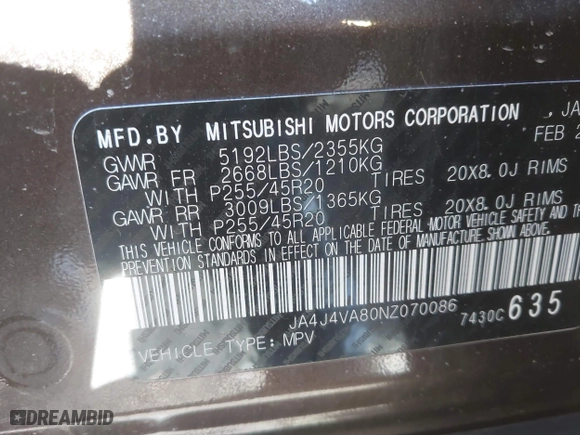 MFD.BY MITSUBISHI MOTORS CORPORATION JA
GVWR 5192LBS/2355KG FEB 2
GAWR FR 2668LBS/1210KG
WITH P255/45R20 TIRES 20X8.0J RIMS
GAWR RR 3009LBS/1365KG
WITH P255/45R20 TIRES 20X8.0J RIMS
THIS VEHICLE CONFORMS TO ALL APPLICABLE FEDERAL MOTOR VEHICLE SAFETY AND
PREVENTION STANDARDS IN EFFECT ON THE DATE OF MANUFACTURE
JA4J4VA80NZ070086 7430C 635
VEHICLE TYPE: MPV
DREAMBID